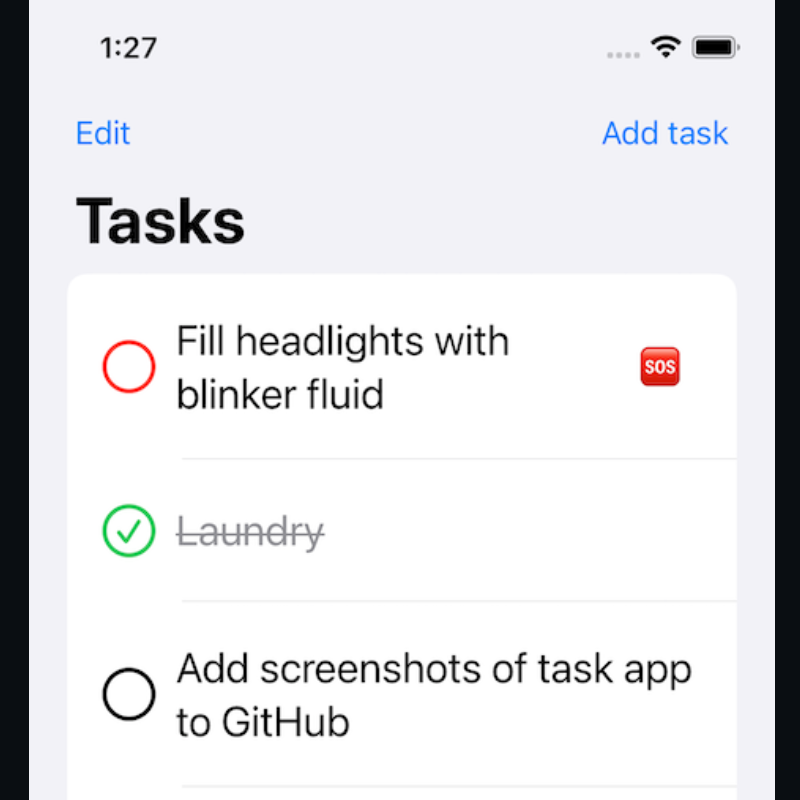 1:27
Edit
Add task
Tasks
Fill headlights with
blinker fluid
SOS
Laundry
Add screenshots of task app
to GitHub